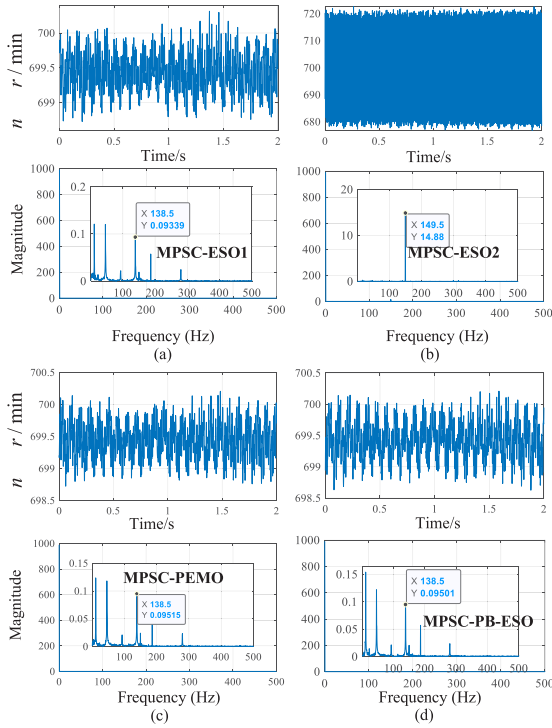 700
699.5
699
n r / min
0 0.5 1 1.5 2
Time/s
720
710
700
690
680
0 0.5 1 1.5 2
Time/s
1000
800
600
400
200
0
Magnitude
0.2
0.1
0
X 138.5
Y 0.09339
MPSC-ESO1
100 200 300 400 500
0 100 200 300 400 500
Frequency (Hz)
(a)
1000
800
600
400
200
0
20
10
0
X 149.5
Y 14.88
MPSC-ESO2
100 200 300 400 500
0 100 200 300 400 500
Frequency (Hz)
(b)
700.5
700
699.5
699
698.5
n r / min
0 0.5 1 1.5 2
Time/s
700.5
700
699.5
699
698.5
0 0.5 1 1.5 2
Time/s
1000
800
600
400
200
0
Magnitude
0.15
0.1
0.05
0
MPSC-PEMO
X 138.5
Y 0.09515
100 200 300 400 500
0 100 200 300 400 500
Frequency (Hz)
(c)
1000
800
600
400
200
0
0.15
0.1
0.05
0
X 138.5
Y 0.09501
MPSC-PB-ESO
100 200 300 400 500
0 100 200 300 400 500
Frequency (Hz)
(d)